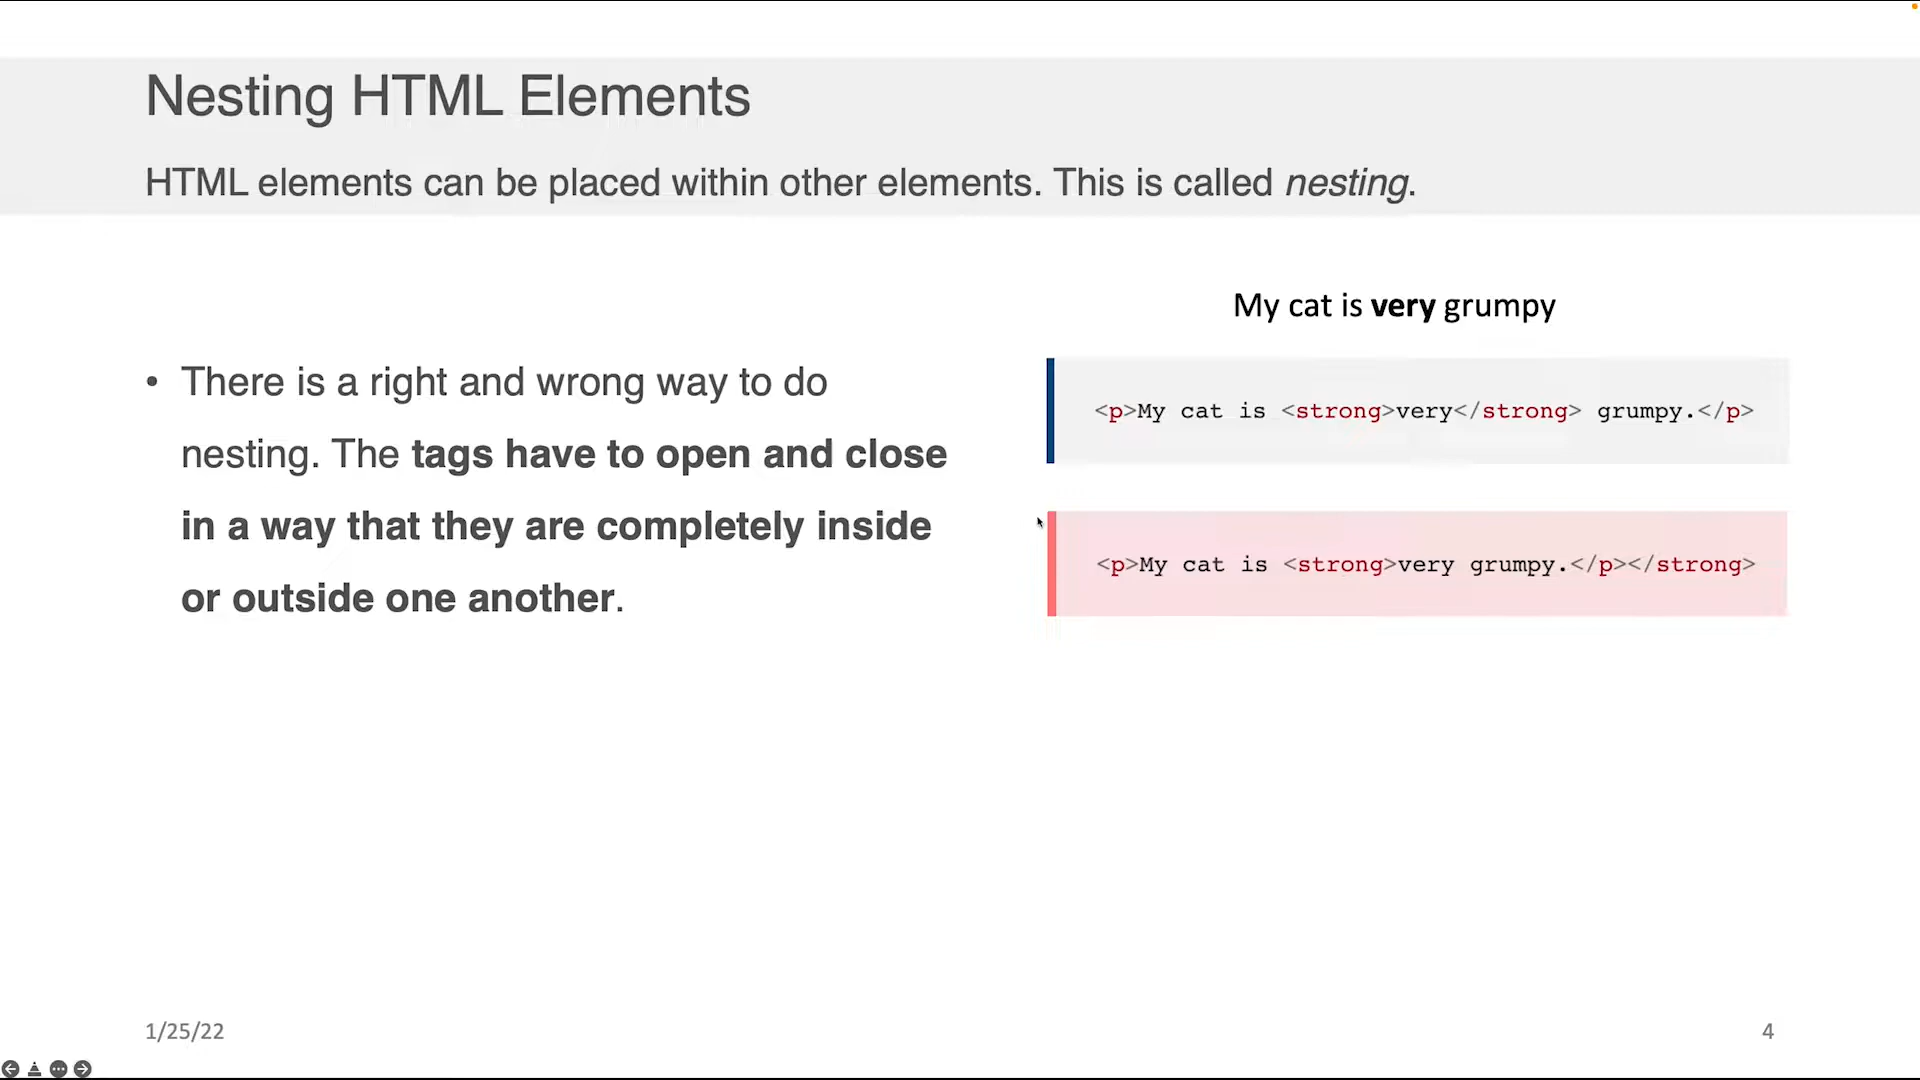 Nesting HTML Elements
HTML elements can be placed within other elements. This is called nesting.
• There is a right and wrong way to do
nesting. The tags have to open and close
in a way that they are completely inside
or outside one another.
My cat is very grumpy
<p>My cat is <strong>very</strong> grumpy.</p>
<p>My cat is <strong>very grumpy.</p></strong>
1/25/22
4